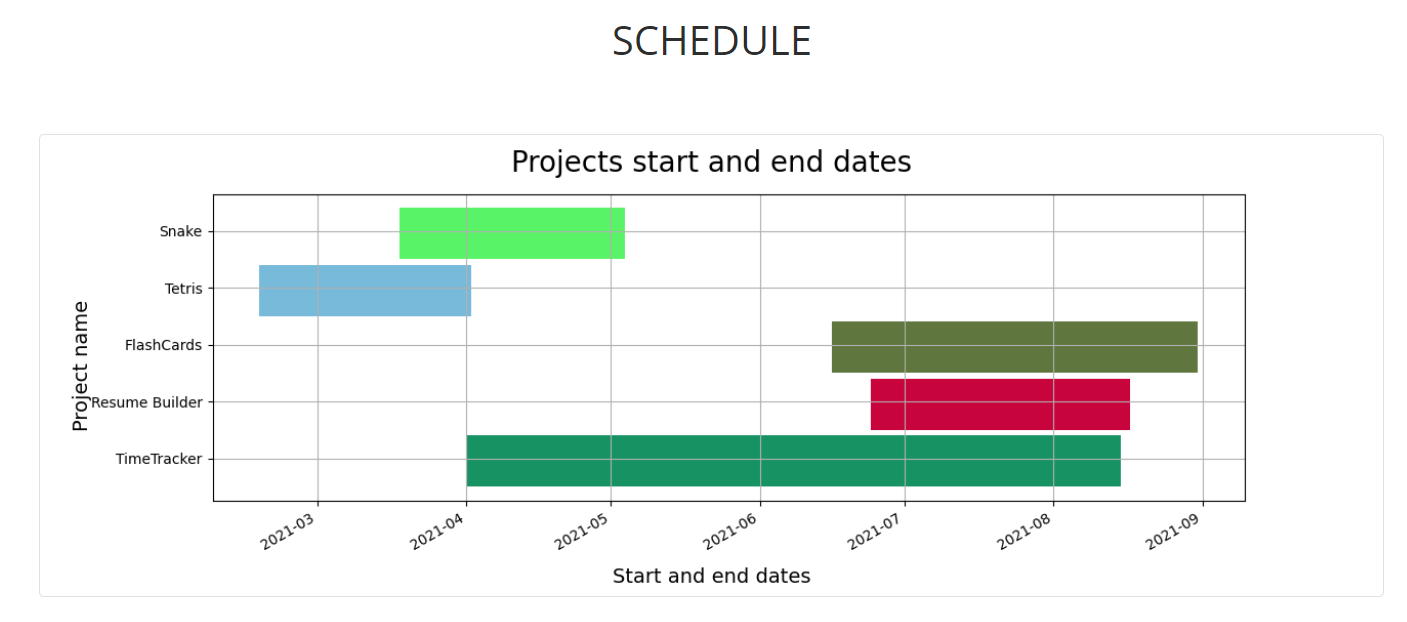 SCHEDULE
Projects start and end dates
Project name
Snake
Tetris
FlashCards
Resume Builder
TimeTracker
2021-03
2021-04
2021-05
2021-06
2021-07
2021-08
2021-09
Start and end dates